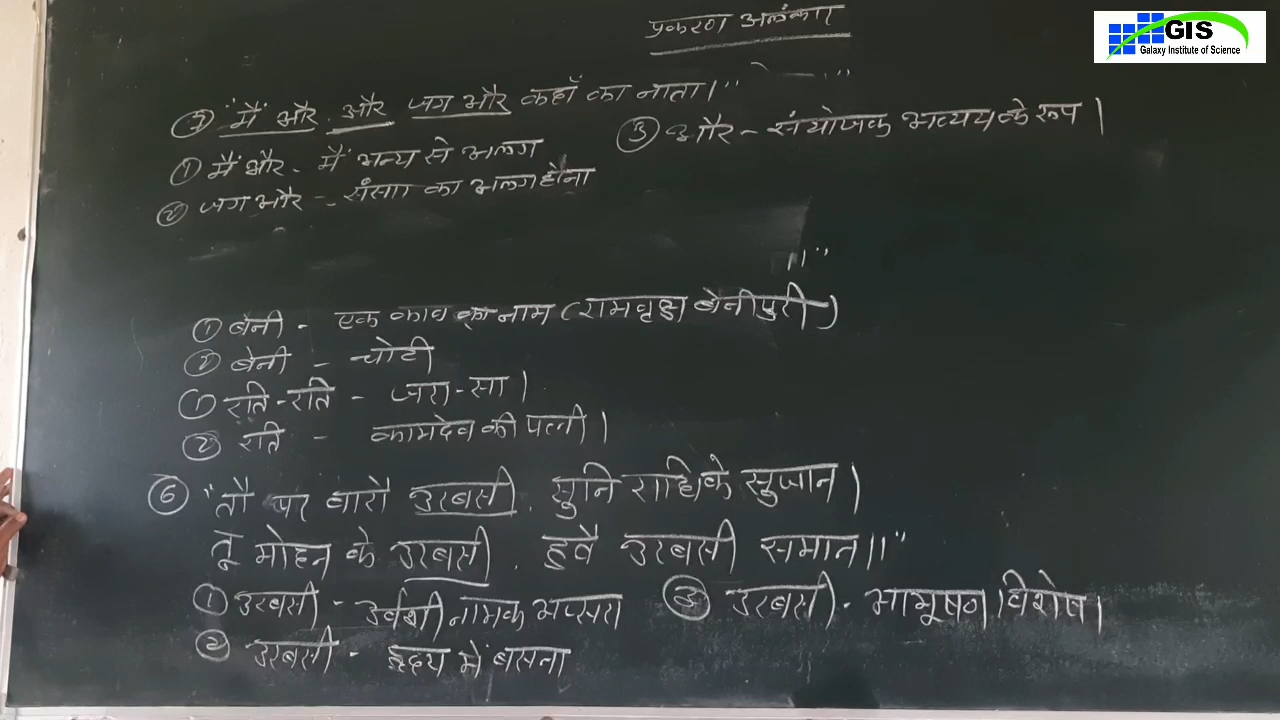 प्रकरण अलंकार
GIS
Galaxy Institute of Science
"मैं और, और जग और कहाँ का नाता।"
① मैं और - मैं अन्य से अलग
② जग और - संसा का अलग होना
③ और - संयोजक अव्यय के रूप।
।।"
① बेनी - एक कवि का नाम (रामवृक्ष बेनीपुरी)
② बेनी - चोटी
① रति-रति - जरा-सा।
② रति - कामदेव की पत्नी।
⑥ "तौ पर वारौ उरबसी, सुनि राधिके सुजान।
तू मोहन के उरबसी, ह्वै उरबसी समान।।"
① उरबसी - उर्वशी नामक अप्सरा
② उरबसी - हृदय में बसना
③ उरबसी - आभूषण विशेष।